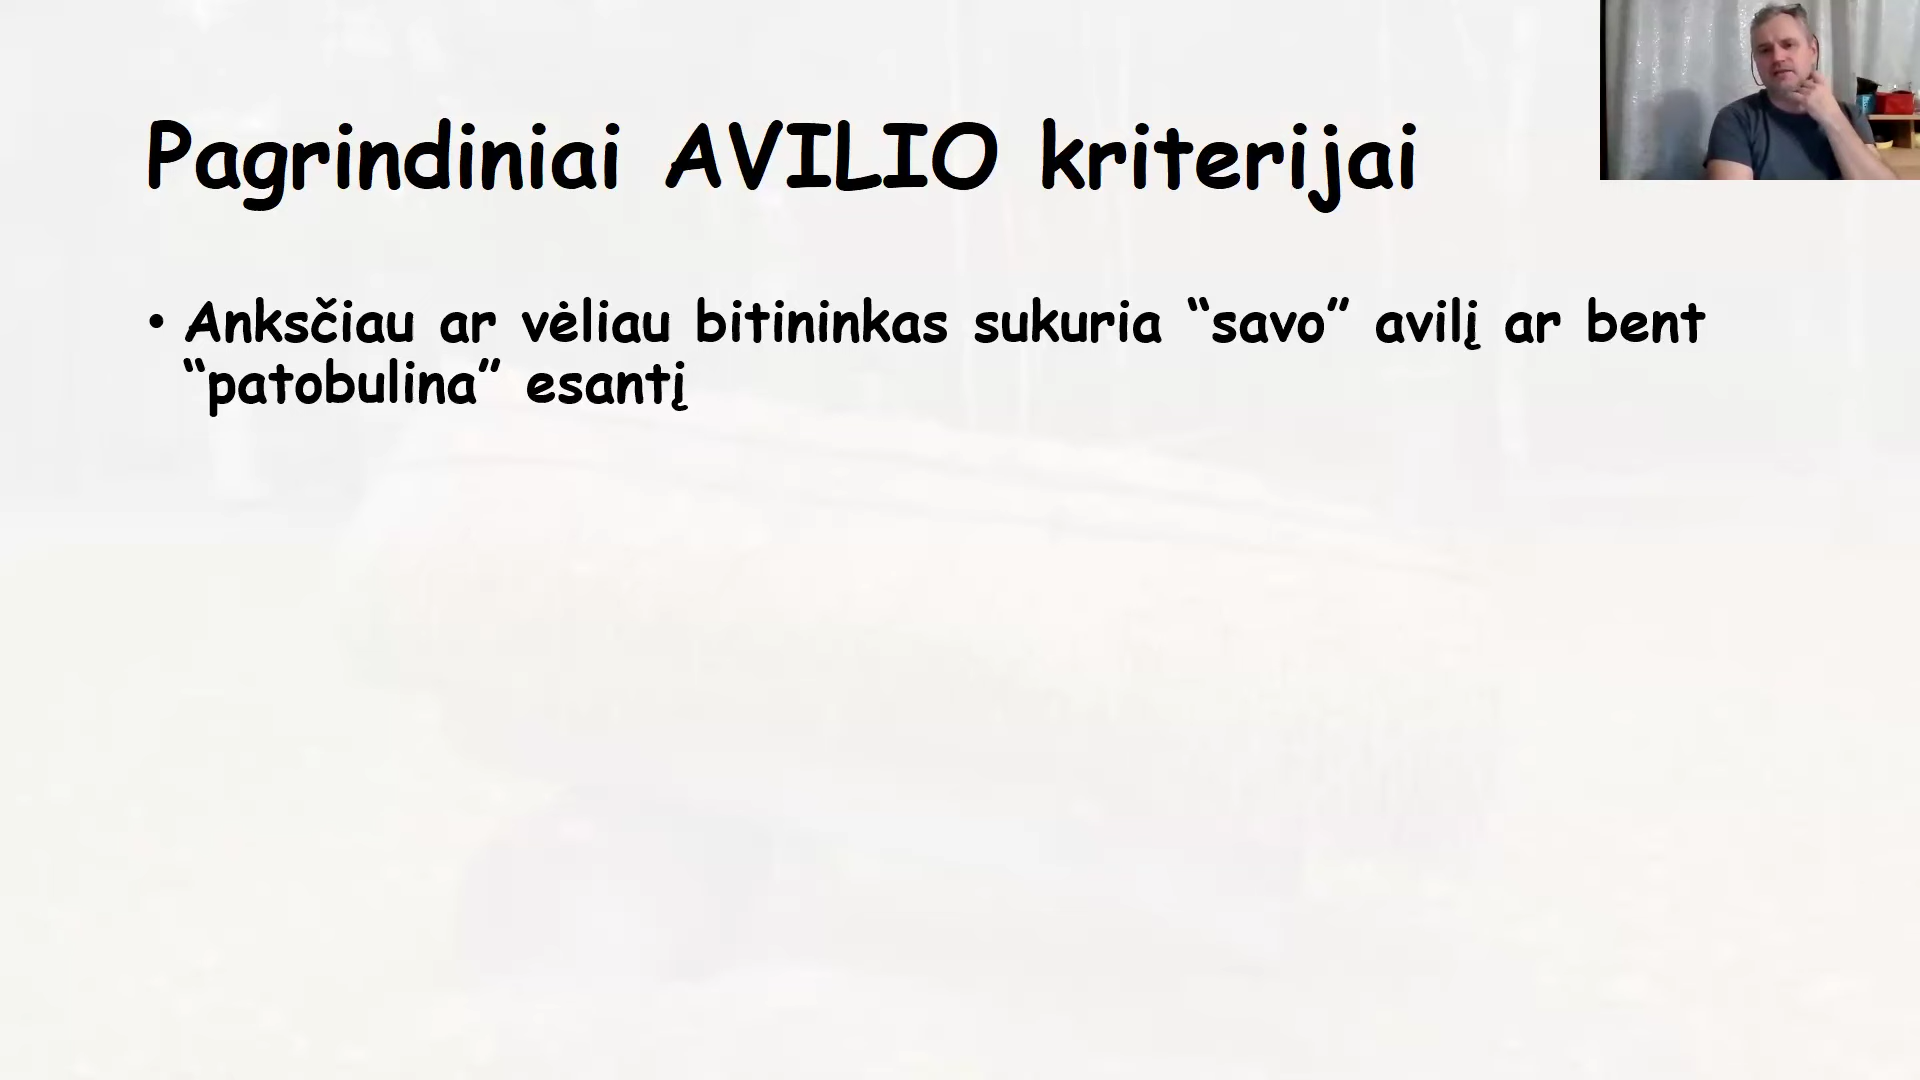 Pagrindiniai AVILIO kriterijai
• Anksčiau ar vėliau bitininkas sukuria “savo” avilį ar bent
“patobulina” esantį